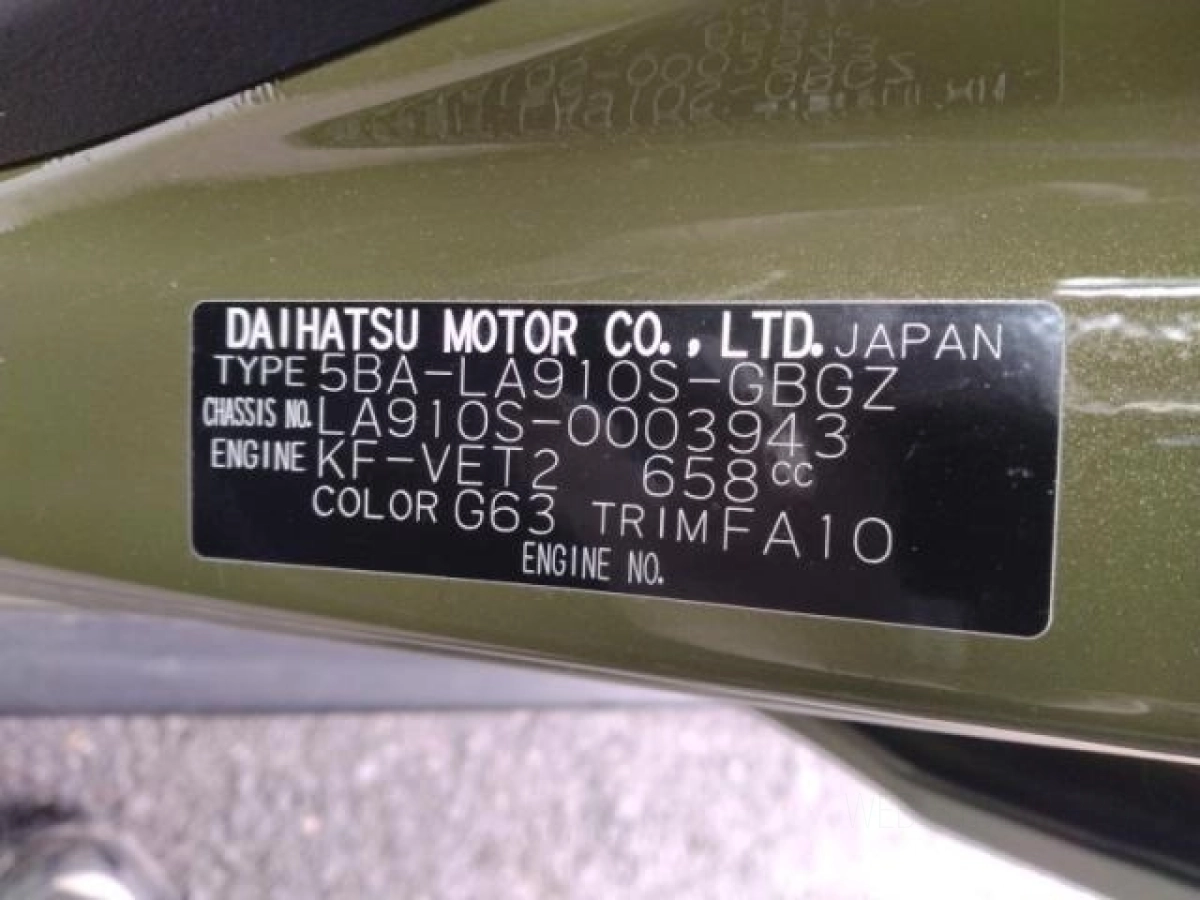 DAIHATSU MOTOR CO., LTD. JAPAN
TYPE 5BA-LA910S-GBGZ
CHASSIS NO. LA910S-0003943
ENGINE KF-VET2 658cc
COLOR G63 TRIM FA10
ENGINE NO.